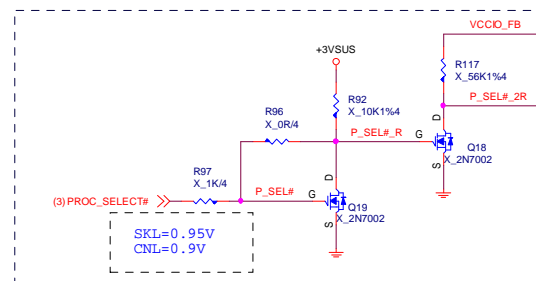 VCCIO_FB
+3VSUS
R117
X_56K1%4
R92
X_10K1%4
R96
X_0R/4
P_SEL#_2R
P_SEL#_R
D
G
Q18
S
X_2N7002
R97
X_1K/4
D
P_SEL#
G
(3) PROC_SELECT#
Q19
X_2N7002
S
SKL=0.95V
CNL=0.9V